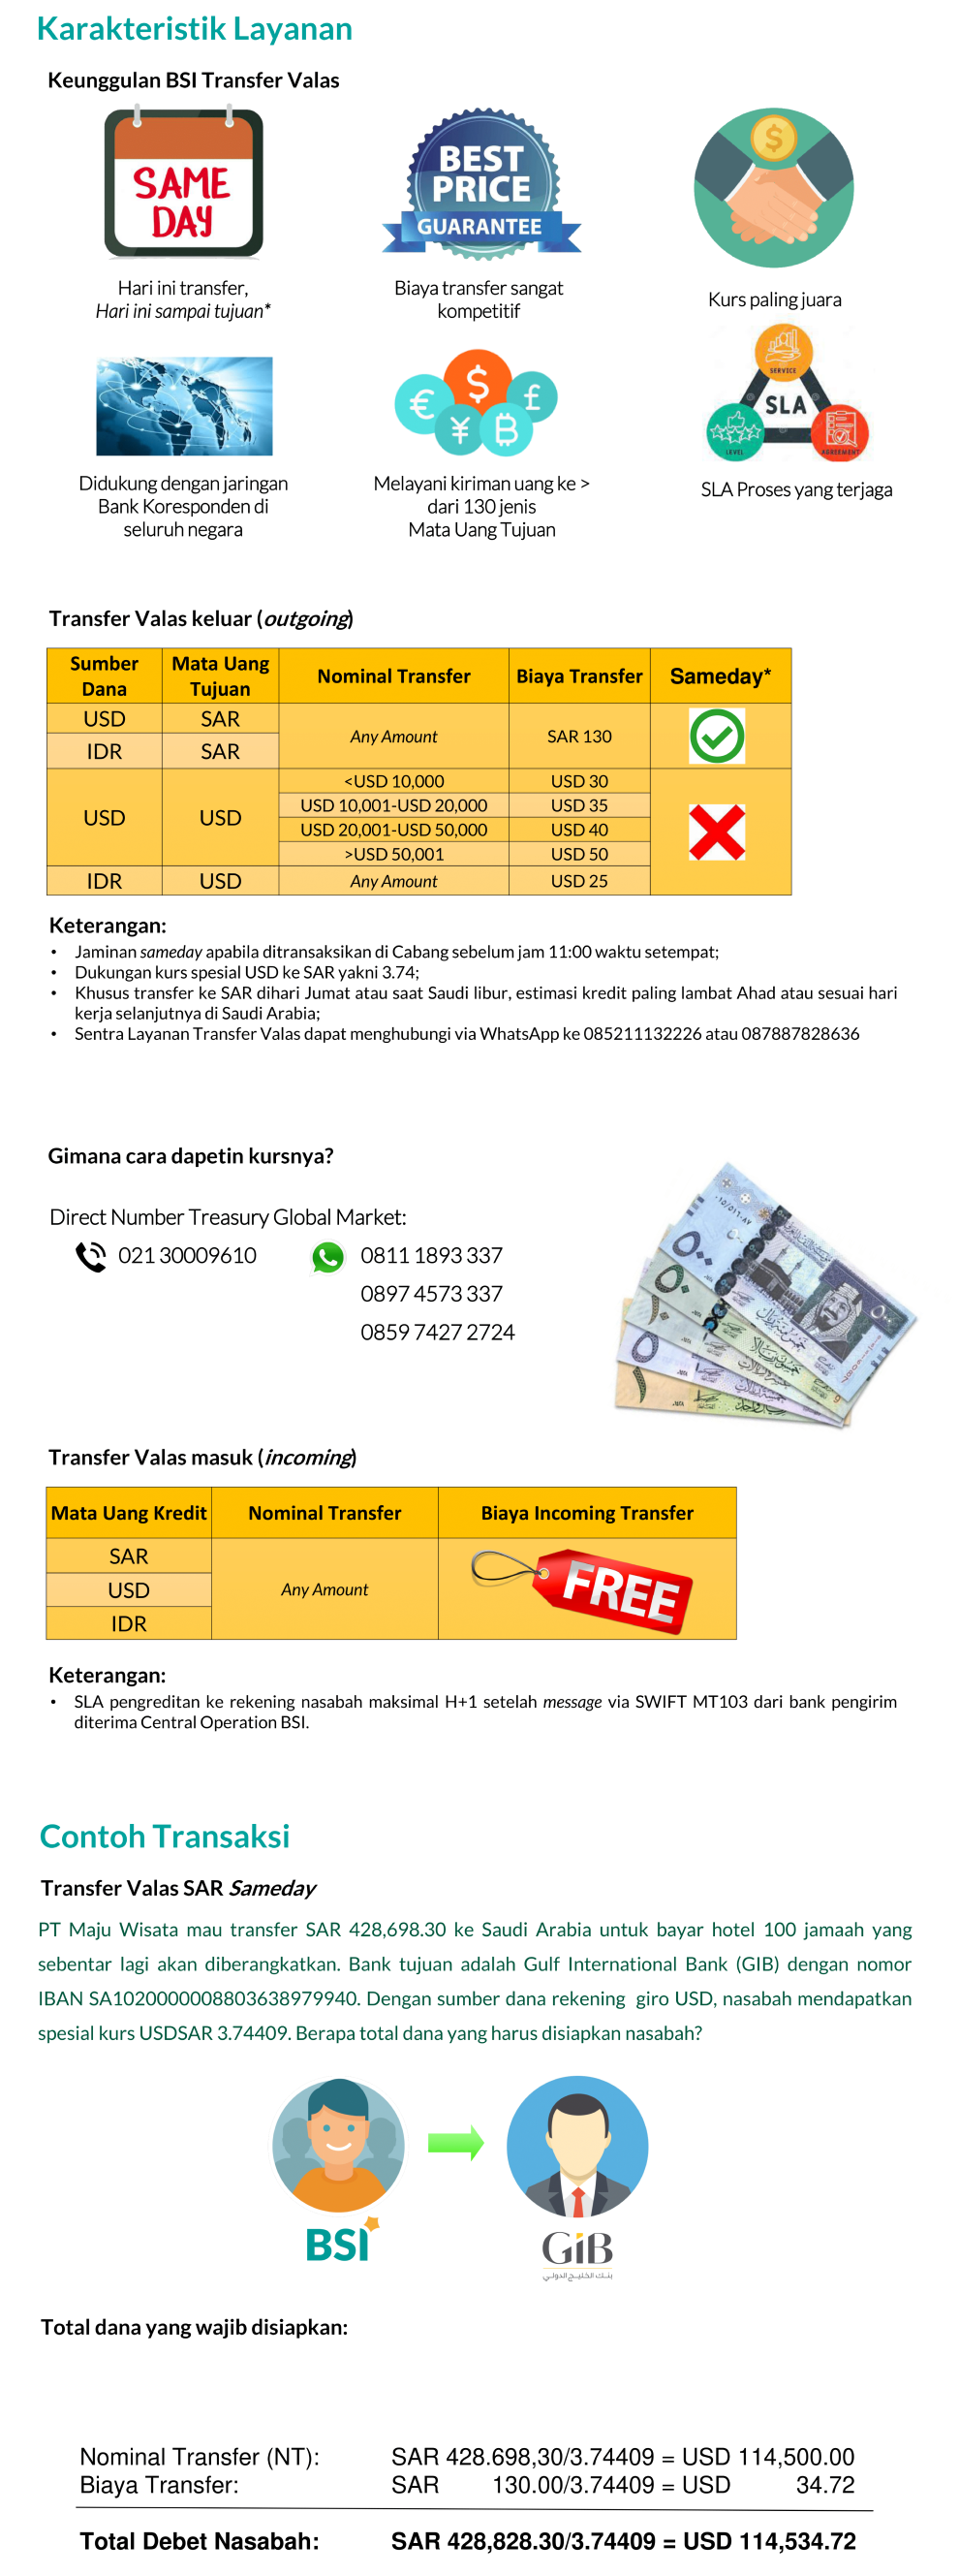 Karakteristik Layanan
Keunggulan BSI Transfer Valas
SAME
DAY
BEST
PRICE
GUARANTEE
Hari ini transfer,
Hari ini sampai tujuan*
Biaya transfer sangat
kompetitif
Kurs paling juara
SERVICE
SLA
LEVEL
AGREEMENT
Didukung dengan jaringan
Bank Koresponden di
seluruh negara
Melayani kiriman uang ke >
dari 130 jenis
Mata Uang Tujuan
SLA Proses yang terjaga
Transfer Valas keluar (outgoing)
Sumber Dana Mata Uang Tujuan Nominal Transfer Biaya Transfer Sameday*
USD SAR Any Amount SAR 130
IDR SAR
USD USD <USD 10,000 USD 30
USD 10,001-USD 20,000 USD 35
USD 20,001-USD 50,000 USD 40
>USD 50,001 USD 50
IDR USD Any Amount USD 25
Keterangan:
• Jaminan sameday apabila ditransaksikan di Cabang sebelum jam 11:00 waktu setempat;
• Dukungan kurs spesial USD ke SAR yakni 3.74;
• Khusus transfer ke SAR dihari Jumat atau saat Saudi libur, estimasi kredit paling lambat Ahad atau sesuai hari
kerja selanjutnya di Saudi Arabia;
• Sentra Layanan Transfer Valas dapat menghubungi via WhatsApp ke 085211132226 atau 087887828636
Gimana cara dapetin kursnya?
Direct Number Treasury Global Market:
021 30009610 0811 1893 337
0897 4573 337
0859 7427 2724
Transfer Valas masuk (incoming)
Mata Uang Kredit Nominal Transfer Biaya Incoming Transfer
SAR
USD Any Amount FREE
IDR
Keterangan:
• SLA pengreditan ke rekening nasabah maksimal H+1 setelah message via SWIFT MT103 dari bank pengirim
diterima Central Operation BSI.
Contoh Transaksi
Transfer Valas SAR Sameday
PT Maju Wisata mau transfer SAR 428,698.30 ke Saudi Arabia untuk bayar hotel 100 jamaah yang
sebentar lagi akan diberangkatkan. Bank tujuan adalah Gulf International Bank (GIB) dengan nomor
IBAN SA1020000008803638979940. Dengan sumber dana rekening giro USD, nasabah mendapatkan
spesial kurs USDSAR 3.74409. Berapa total dana yang harus disiapkan nasabah?
BSI
GIB
بنك الخليج الدولي
Total dana yang wajib disiapkan:
Nominal Transfer (NT): SAR 428.698,30/3.74409 = USD 114,500.00
Biaya Transfer: SAR 130.00/3.74409 = USD 34.72
Total Debet Nasabah: SAR 428,828.30/3.74409 = USD 114,534.72